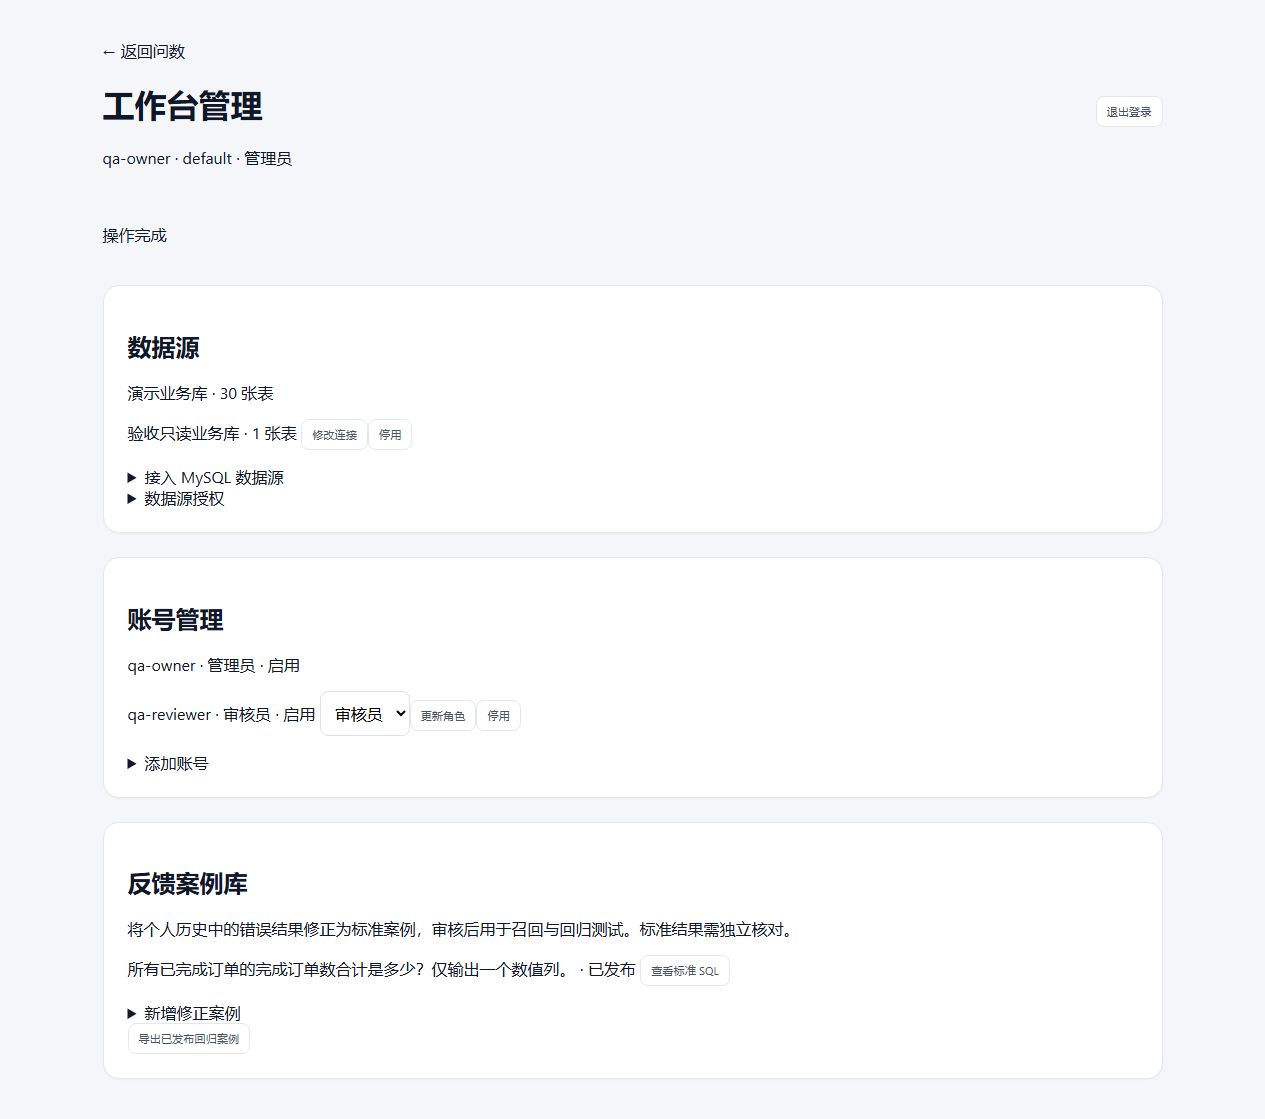 ← 返回问数
工作台管理
退出登录
qa-owner · default · 管理员
操作完成
数据源
演示业务库 · 30 张表
验收只读业务库 · 1 张表 修改连接 停用
▶ 接入 MySQL 数据源
▶ 数据源授权
账号管理
qa-owner · 管理员 · 启用
qa-reviewer · 审核员 · 启用 审核员 更新角色 停用
▶ 添加账号
反馈案例库
将个人历史中的错误结果修正为标准案例，审核后用于召回与回归测试。标准结果需独立核对。
所有已完成订单的完成订单数合计是多少？仅输出一个数值列。 · 已发布 查看标准 SQL
▶ 新增修正案例
导出已发布回归案例